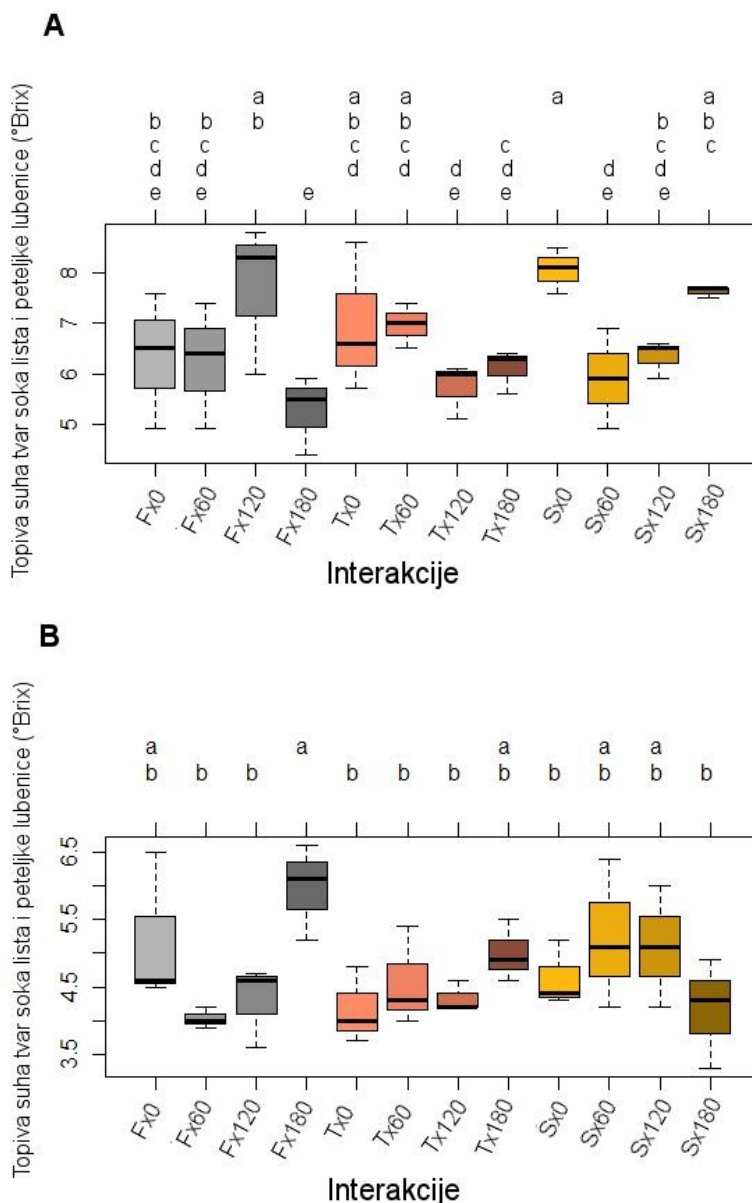 A
a a a a a
b b b b b b b
c c c c c c c
d d d d d d d d
e e e e e e e
Topiva suha tvar soka lista i peteljke lubenice (°Brix)
8
7
6
5
Fx0 Fx60 Fx120 Fx180 Tx0 Tx60 Tx120 Tx180 Sx0 Sx60 Sx120 Sx180
Interakcije
B
a a a a a
b b b b b b b b b b b
Topiva suha tvar soka lista i peteljke lubenice (°Brix)
6.5
5.5
4.5
3.5
Fx0 Fx60 Fx120 Fx180 Tx0 Tx60 Tx120 Tx180 Sx0 Sx60 Sx120 Sx180
Interakcije